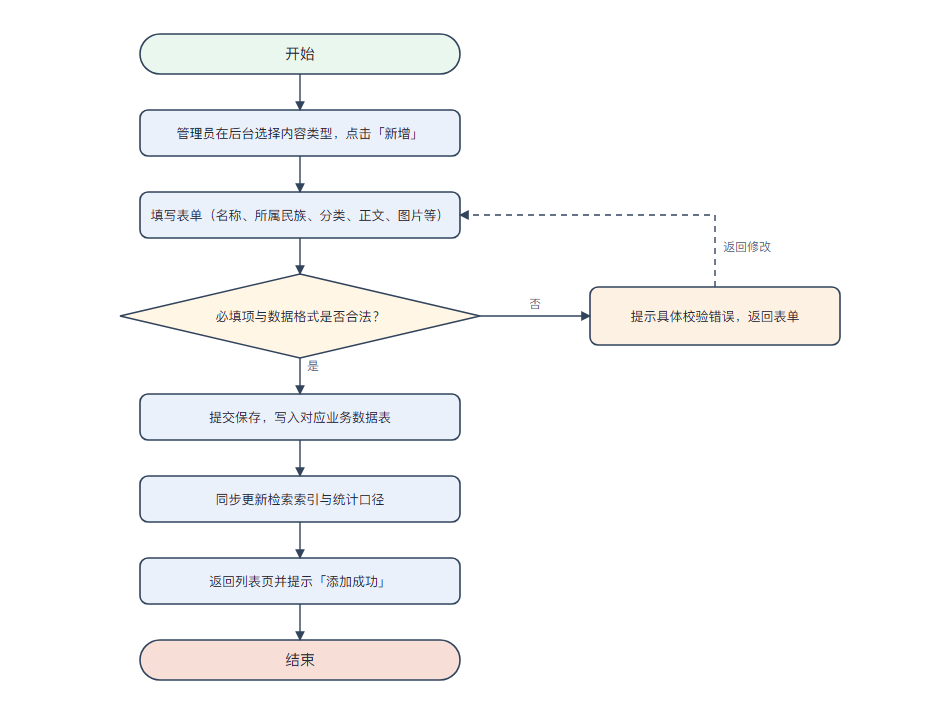 开始
管理员在后台选择内容类型，点击「新增」
填写表单（名称、所属民族、分类、正文、图片等）
返回修改
必填项与数据格式是否合法？
否
提示具体校验错误，返回表单
是
提交保存，写入对应业务数据表
同步更新检索索引与统计口径
返回列表页并提示「添加成功」
结束